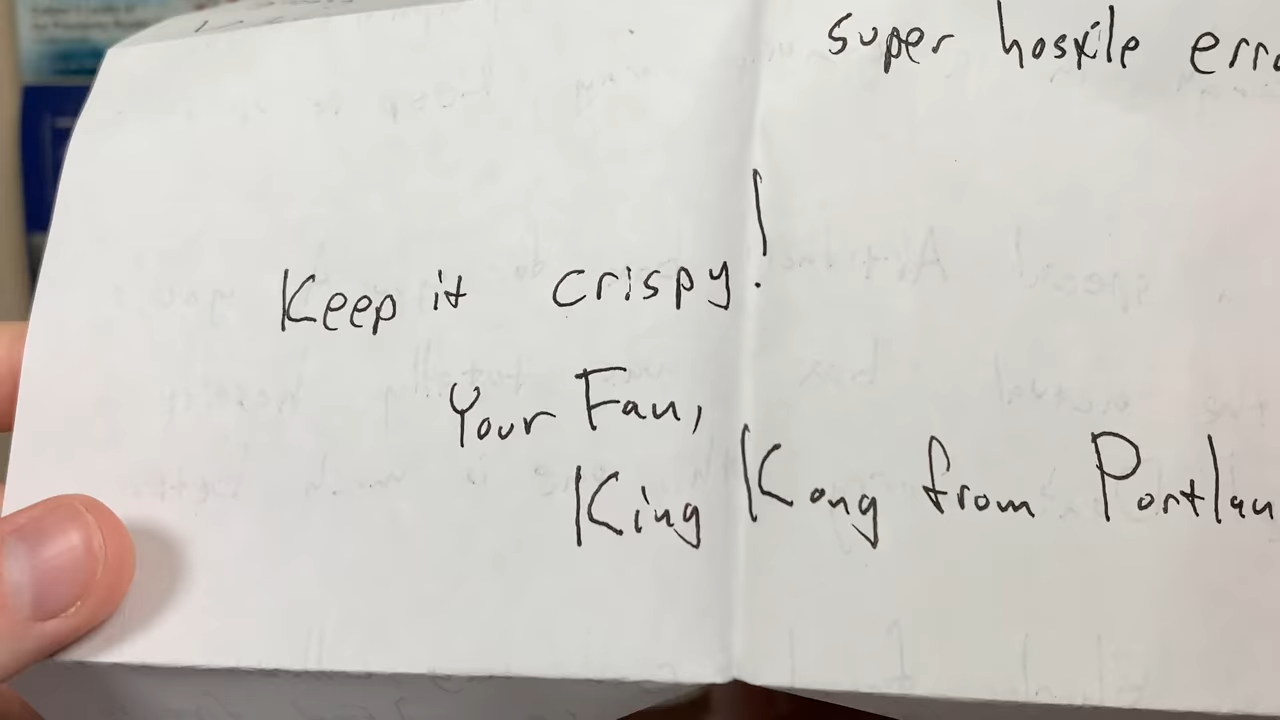 super hostile erro
Keep it crispy!
Your Fan,
King Kong from Portlan